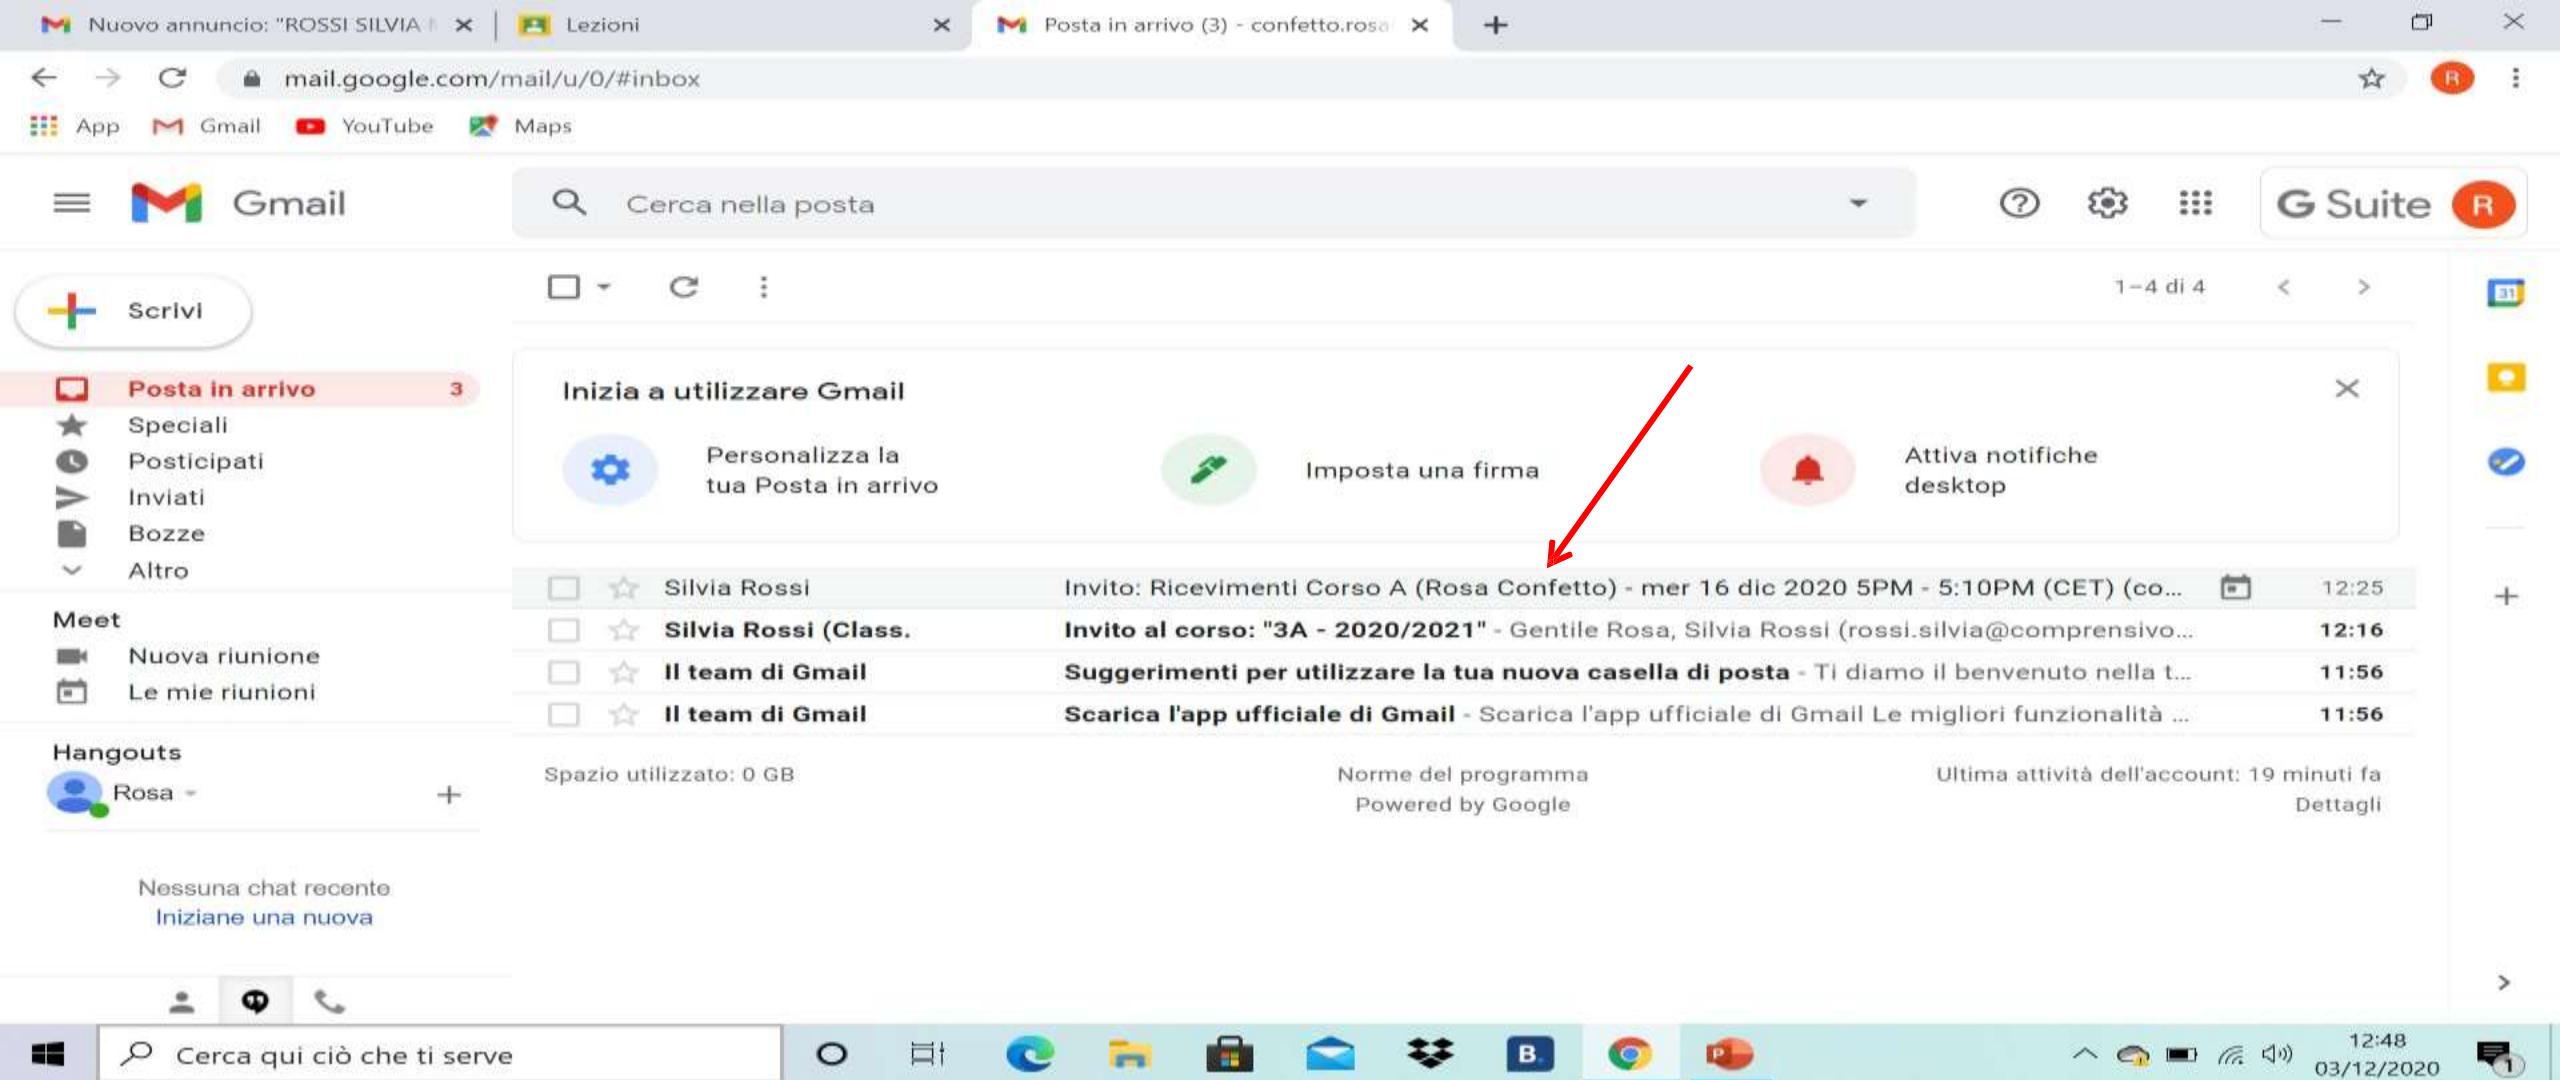 Nuovo annuncio: "ROSSI SILVIA
Lezioni
Posta in arrivo (3) - confetto.rosa
mail.google.com/mail/u/0/#inbox
R
App
Gmail
YouTube
Maps
Gmail
Cerca nella posta
G Suite
R
Scrivi
1–4 di 4
31
Posta in arrivo
3
Speciali
Posticipati
Inviati
Bozze
Altro
Inizia a utilizzare Gmail
Personalizza la
tua Posta in arrivo
Imposta una firma
Attiva notifiche
desktop
Silvia Rossi Invito: Ricevimenti Corso A (Rosa Confetto) - mer 16 dic 2020 5PM - 5:10PM (CET) (co... 12:25
Silvia Rossi (Class. Invito al corso: "3A - 2020/2021" - Gentile Rosa, Silvia Rossi (rossi.silvia@comprensivo... 12:16
Il team di Gmail Suggerimenti per utilizzare la tua nuova casella di posta - Ti diamo il benvenuto nella t... 11:56
Il team di Gmail Scarica l'app ufficiale di Gmail - Scarica l'app ufficiale di Gmail Le migliori funzionalità ... 11:56
Meet
Nuova riunione
Le mie riunioni
Hangouts
Rosa
Nessuna chat recente
Iniziane una nuova
Spazio utilizzato: 0 GB
Norme del programma
Powered by Google
Ultima attività dell'account: 19 minuti fa
Dettagli
Cerca qui ciò che ti serve
B.
P
12:48
03/12/2020
1